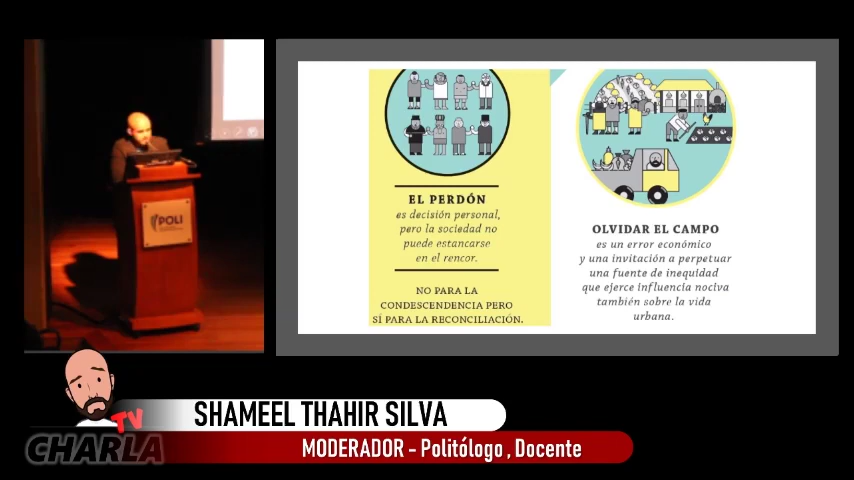 POLI
EL PERDÓN
es decisión personal,
pero la sociedad no
puede estancarse
en el rencor.
NO PARA LA
CONDESCENDENCIA PERO
SÍ PARA LA RECONCILIACIÓN.
OLVIDAR EL CAMPO
es un error económico
y una invitación a perpetuar
una fuente de inequidad
que ejerce influencia nociva
también sobre la vida
urbana.
SHAMEEL THAHIR SILVA
MODERADOR - Politólogo , Docente
TV
CHARLA